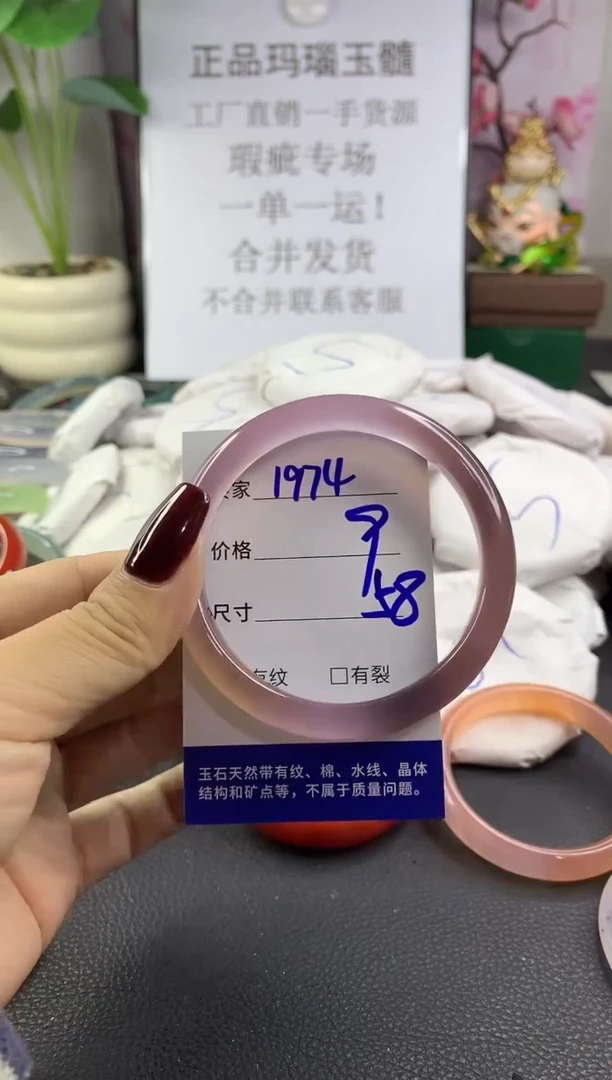 正品玛瑙玉髓
工厂直销一手货源
瑕疵专场
一单一运！
合并发货
不合并联系客服
家 1974
价格
尺寸 58
有纹 □有裂
玉石天然带有纹、棉、水线、晶体
结构和矿点等，不属于质量问题。